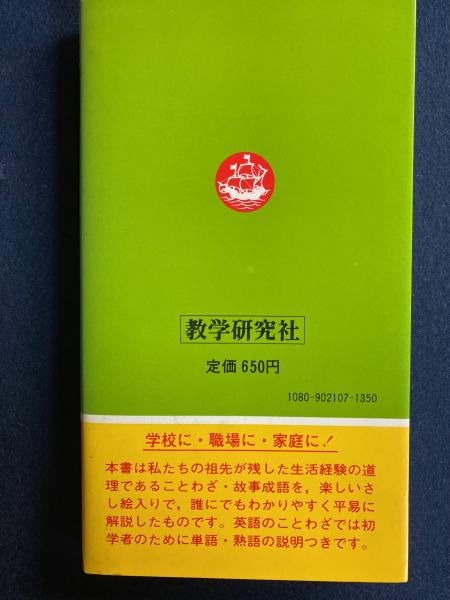 教学研究社
定価 650円
1080-902107-1350
学校に・職場に・家庭に!
本書は私たちの祖先が残した生活経験の道
理であることわざ・故事成語を，楽しいさ
し絵入りで，誰にでもわかりやすく平易に
解説したものです。英語のことわざでは初
学者のために単語・熟語の説明つきです。